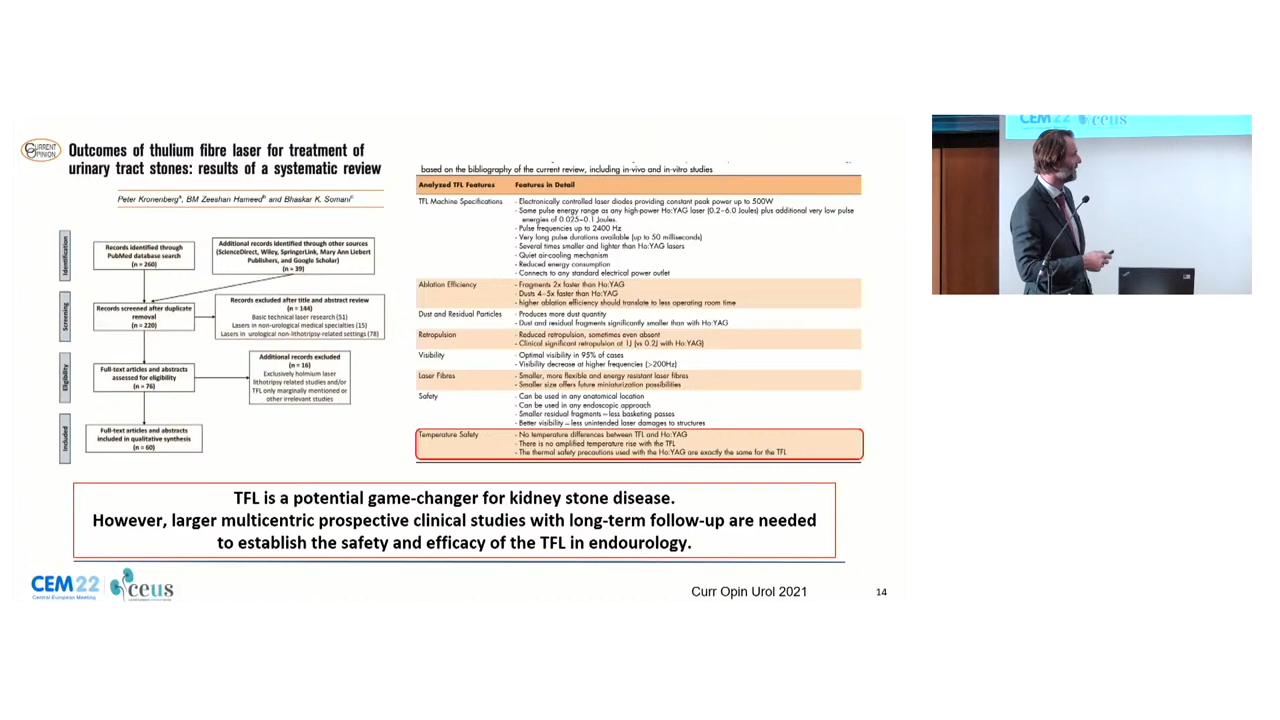 CURRENT
OPINION
Outcomes of thulium fibre laser for treatment of
urinary tract stones: results of a systematic review
Peter Kronenbergᵃ, BM Zeeshan Hameedᵇ and Bhaskar K. Somaniᶜ
Identification
Records identified through
PubMed database search
(n = 260)
Additional records identified through other sources
(ScienceDirect, Wiley, SpringerLink, Mary Ann Liebert
Publishers, and Google Scholar)
(n = 39)
Screening
Records screened after duplicate
removal
(n = 220)
Records excluded after title and abstract review
(n = 144)
Basic technical laser research (51)
Lasers in non-urological medical specialties (15)
Lasers in urological non-lithotripsy-related settings (78)
Eligibility
Full-text articles and abstracts
assessed for eligibility
(n = 76)
Additional records excluded
(n = 16)
Exclusively holmium laser
lithotripsy related studies and/or
TFL only marginally mentioned or
other irrelevant studies
Included
Full-text articles and abstracts
included in qualitative synthesis
(n = 60)
based on the bibliography of the current review, including in-vivo and in-vitro studies
Analyzed TFL Features Features in Detail
TFL Machine Specifications - Electronically controlled laser diodes providing constant peak power up to 500W
- Same pulse energy range as any high-power Ho:YAG laser (0.2–6.0 Joules) plus additional very low pulse
energies of 0.025–0.1 Joules.
- Pulse frequencies up to 2400 Hz
- Very long pulse durations available (up to 50 milliseconds)
- Several times smaller and lighter than Ho:YAG lasers
- Quiet air-cooling mechanism
- Reduced energy consumption
- Connects to any standard electrical power outlet
Ablation Efficiency - Fragments 2x faster than Ho:YAG
- Dusts 4–5x faster than Ho:YAG
- higher ablation efficiency should translate to less operating room time
Dust and Residual Particles - Produces more dust quantity
- Dust and residual fragments significantly smaller than with Ho:YAG
Retropulsion - Reduced retropulsion, sometimes even absent
- Clinical significant retropulsion at 1J (vs 0.2J with Ho:YAG)
Visibility - Optimal visibility in 95% of cases
- Visibility decrease at higher frequencies (>200Hz)
Laser Fibres - Smaller, more flexible and energy resistant laser fibres
- Smaller size offers future miniaturization possibilities
Safety - Can be used in any anatomical location
- Can be used in any endoscopic approach
- Smaller residual fragments – less basketing passes
- Better visibility – less unintended laser damages to structures
Temperature Safety - No temperature differences between TFL and Ho:YAG
- There is no amplified temperature rise with the TFL
- The thermal safety precautions used with the Ho:YAG are exactly the same for the TFL
TFL is a potential game-changer for kidney stone disease.
However, larger multicentric prospective clinical studies with long-term follow-up are needed
to establish the safety and efficacy of the TFL in endourology.
CEM22
Central European Meeting
ceus
Curr Opin Urol 2021
14
CEM22 ceus